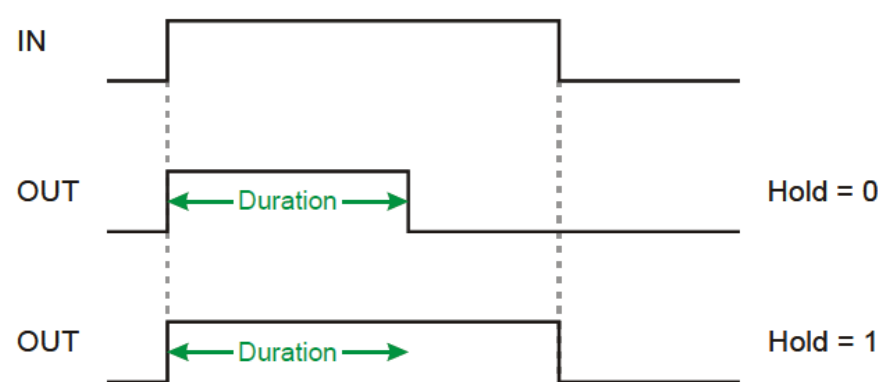 IN
OUT
Duration
Hold = 0
OUT
Duration
Hold = 1